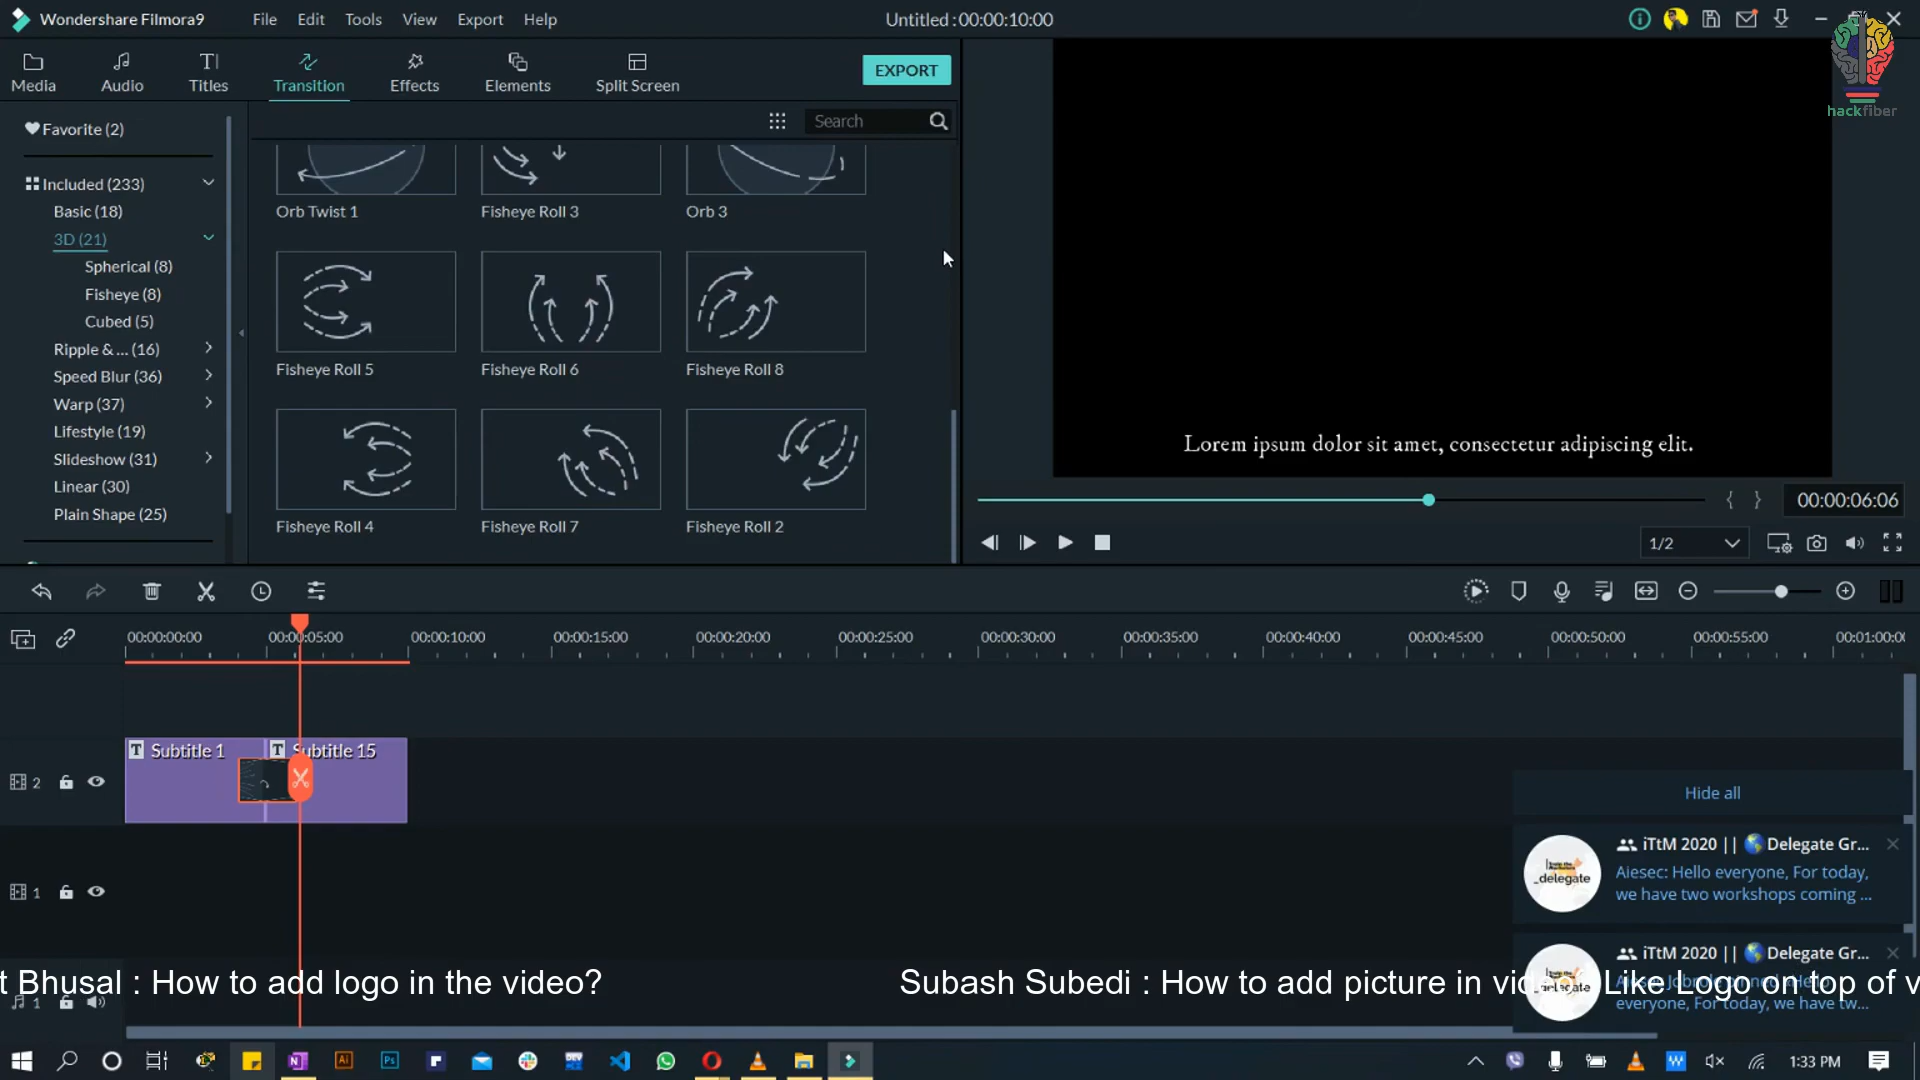 Wondershare Filmora9
File
Edit
Tools
View
Export
Help
Untitled : 00:00:10:00
hackfiber
Media
Audio
Titles
Transition
Effects
Elements
Split Screen
EXPORT
Search
Favorite (2)
Included (233)
Basic (18)
3D (21)
Spherical (8)
Fisheye (8)
Cubed (5)
Ripple & ... (16)
Speed Blur (36)
Warp (37)
Lifestyle (19)
Slideshow (31)
Linear (30)
Plain Shape (25)
Orb Twist 1
Fisheye Roll 3
Orb 3
Fisheye Roll 5
Fisheye Roll 6
Fisheye Roll 8
Fisheye Roll 4
Fisheye Roll 7
Fisheye Roll 2
Lorem ipsum dolor sit amet, consectetur adipiscing elit.
00:00:06:06
1/2
00:00:00:00
00:00:05:00
00:00:10:00
00:00:15:00
00:00:20:00
00:00:25:00
00:00:30:00
00:00:35:00
00:00:40:00
00:00:45:00
00:00:50:00
00:00:55:00
00:01:00:00
T Subtitle 1
T Subtitle 15
2
1
1
Hide all
_delegate
iTtM 2020 || 🌎 Delegate Gr...
Aiesec: Hello everyone, For today,
we have two workshops coming ...
iTtM 2020 || 🌎 Delegate Gr...
everyone, For today, we have tw...
t Bhusal : How to add logo in the video?
Subash Subedi : How to add picture in Like Logo on top of v
1:33 PM